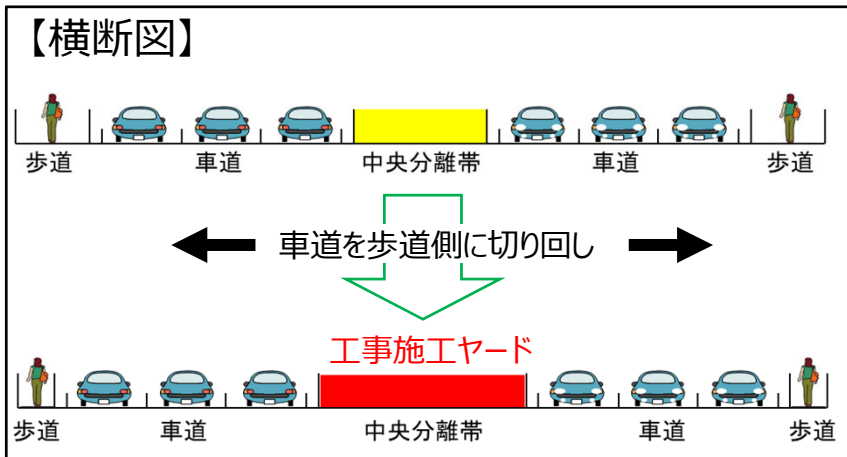 【横断図】
歩道 車道 中央分離帯 車道 歩道
車道を歩道側に切り回し
工事施工ヤード
歩道 車道 中央分離帯 車道 歩道